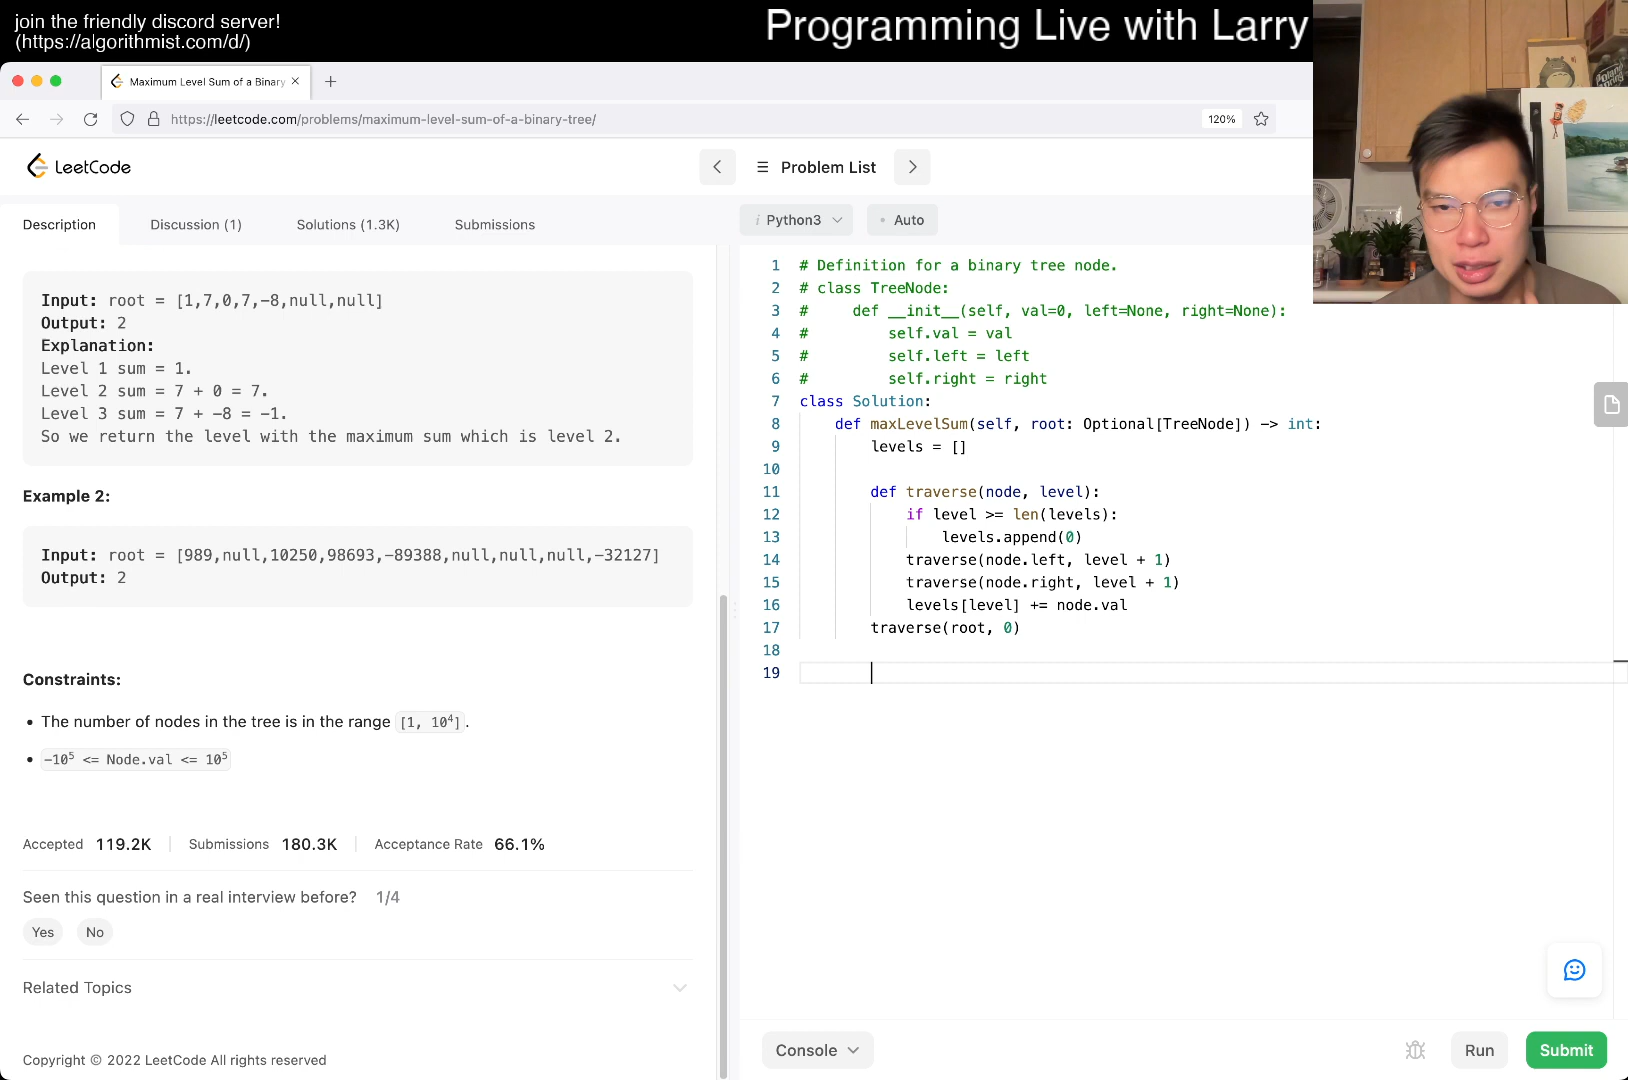 join the friendly discord server!
(https://algorithmist.com/d/)
Programming Live with Larry
Maximum Level Sum of a Binary
https://leetcode.com/problems/maximum-level-sum-of-a-binary-tree/
120%
LeetCode
Problem List
Description
Discussion (1)
Solutions (1.3K)
Submissions
i Python3
Auto
Input: root = [1,7,0,7,-8,null,null]
Output: 2
Explanation:
Level 1 sum = 1.
Level 2 sum = 7 + 0 = 7.
Level 3 sum = 7 + -8 = -1.
So we return the level with the maximum sum which is level 2.
Example 2:
Input: root = [989,null,10250,98693,-89388,null,null,null,-32127]
Output: 2
Constraints:
• The number of nodes in the tree is in the range [1, 10⁴].
• -10⁵ <= Node.val <= 10⁵
Accepted 119.2K
Submissions 180.3K
Acceptance Rate 66.1%
Seen this question in a real interview before? 1/4
Yes
No
Related Topics
Copyright © 2022 LeetCode All rights reserved
1 # Definition for a binary tree node.
2 # class TreeNode:
3 #     def __init__(self, val=0, left=None, right=None):
4 #         self.val = val
5 #         self.left = left
6 #         self.right = right
7 class Solution:
8     def maxLevelSum(self, root: Optional[TreeNode]) -> int:
9         levels = []
10
11         def traverse(node, level):
12             if level >= len(levels):
13                 levels.append(0)
14             traverse(node.left, level + 1)
15             traverse(node.right, level + 1)
16             levels[level] += node.val
17         traverse(root, 0)
18
19
Console
Run
Submit